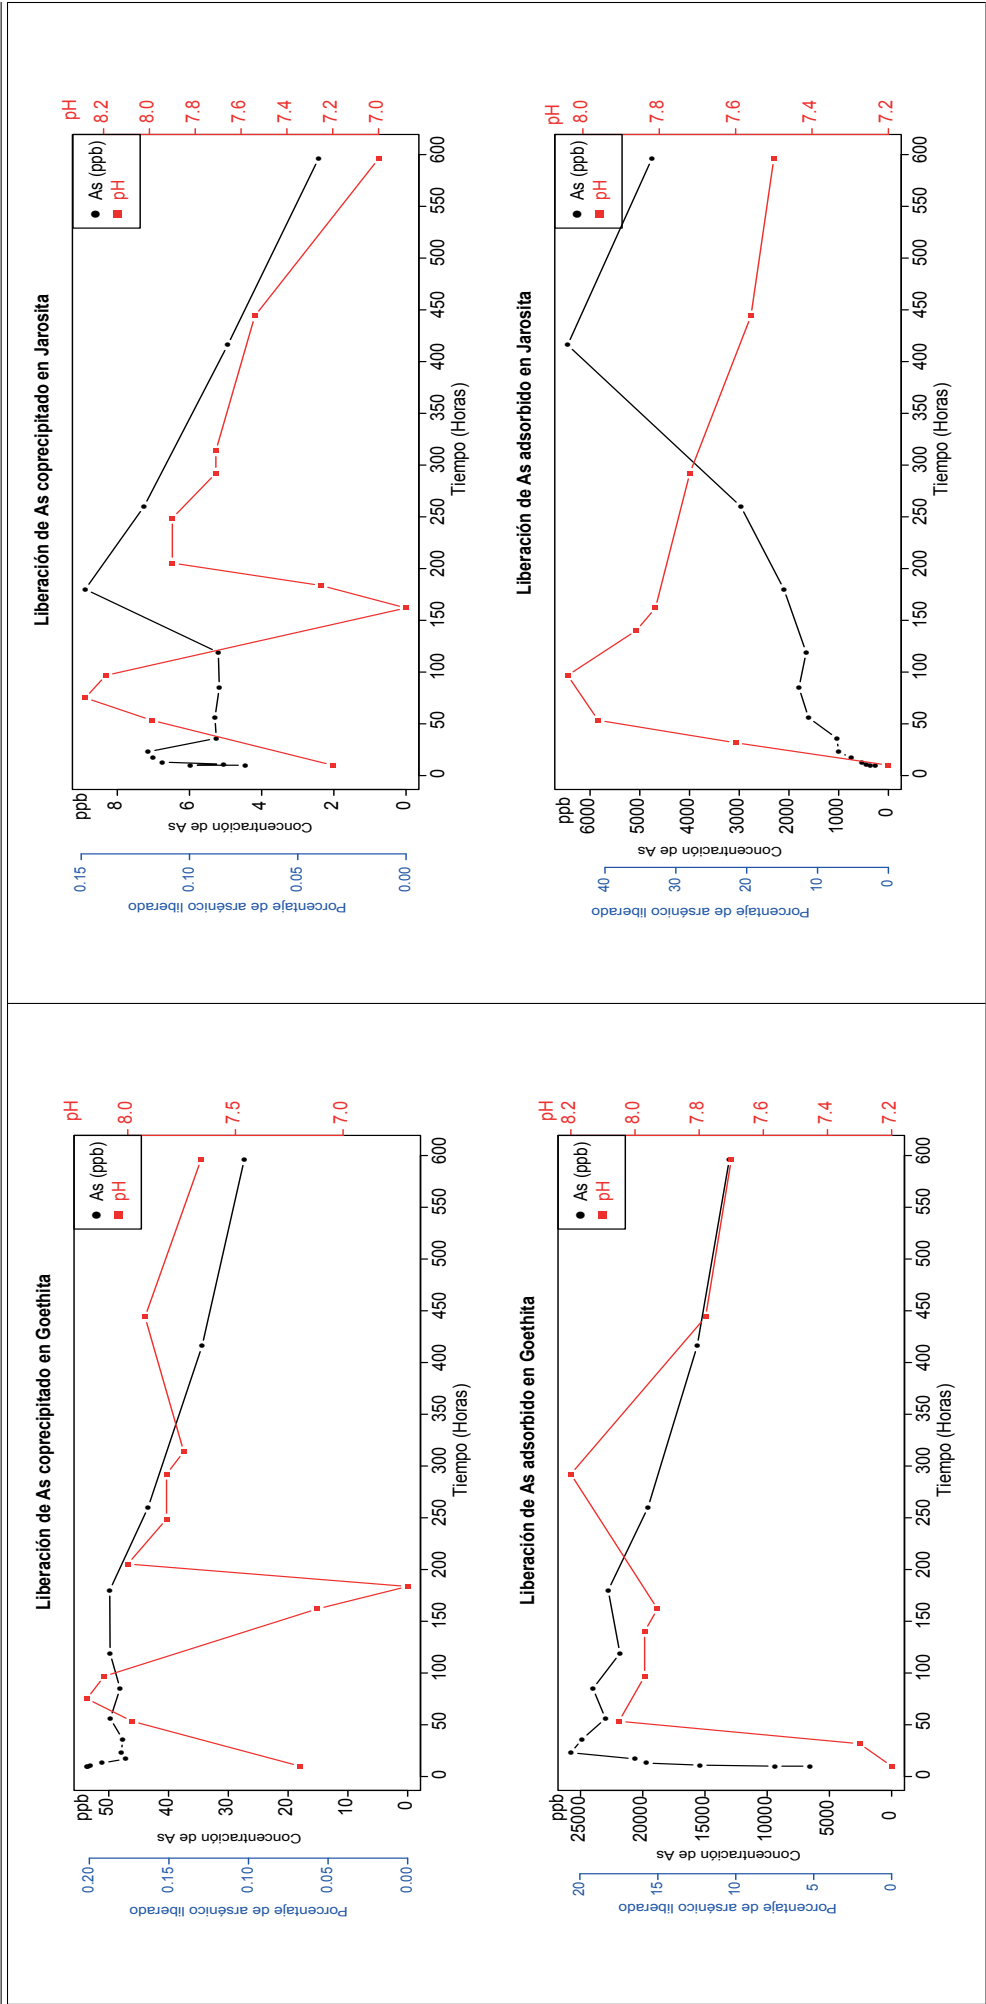 Liberación de As coprecipitado en Goethita
ppb
pH
As (ppb)
pH
0.20
0.15
0.10
0.05
0.00
Porcentaje de arsénico liberado
50
40
30
20
10
0
Concentración de As
8.0
7.5
7.0
0 50 100 150 200 250 300 350 400 450 500 550 600
Tiempo (Horas)
Liberación de As adsorbido en Goethita
ppb
pH
As (ppb)
pH
20
15
10
5
0
Porcentaje de arsénico liberado
25000
20000
15000
10000
5000
0
Concentración de As
8.2
8.0
7.8
7.6
7.4
7.2
0 50 100 150 200 250 300 350 400 450 500 550 600
Tiempo (Horas)
Liberación de As coprecipitado en Jarosita
ppb
pH
As (ppb)
pH
0.15
0.10
0.05
0.00
Porcentaje de arsénico liberado
8
6
4
2
0
Concentración de As
8.2
8.0
7.8
7.6
7.4
7.2
7.0
0 50 100 150 200 250 300 350 400 450 500 550 600
Tiempo (Horas)
Liberación de As adsorbido en Jarosita
ppb
pH
As (ppb)
pH
40
30
20
10
0
Porcentaje de arsénico liberado
6000
5000
4000
3000
2000
1000
0
Concentración de As
8.0
7.8
7.6
7.4
7.2
0 50 100 150 200 250 300 350 400 450 500 550 600
Tiempo (Horas)